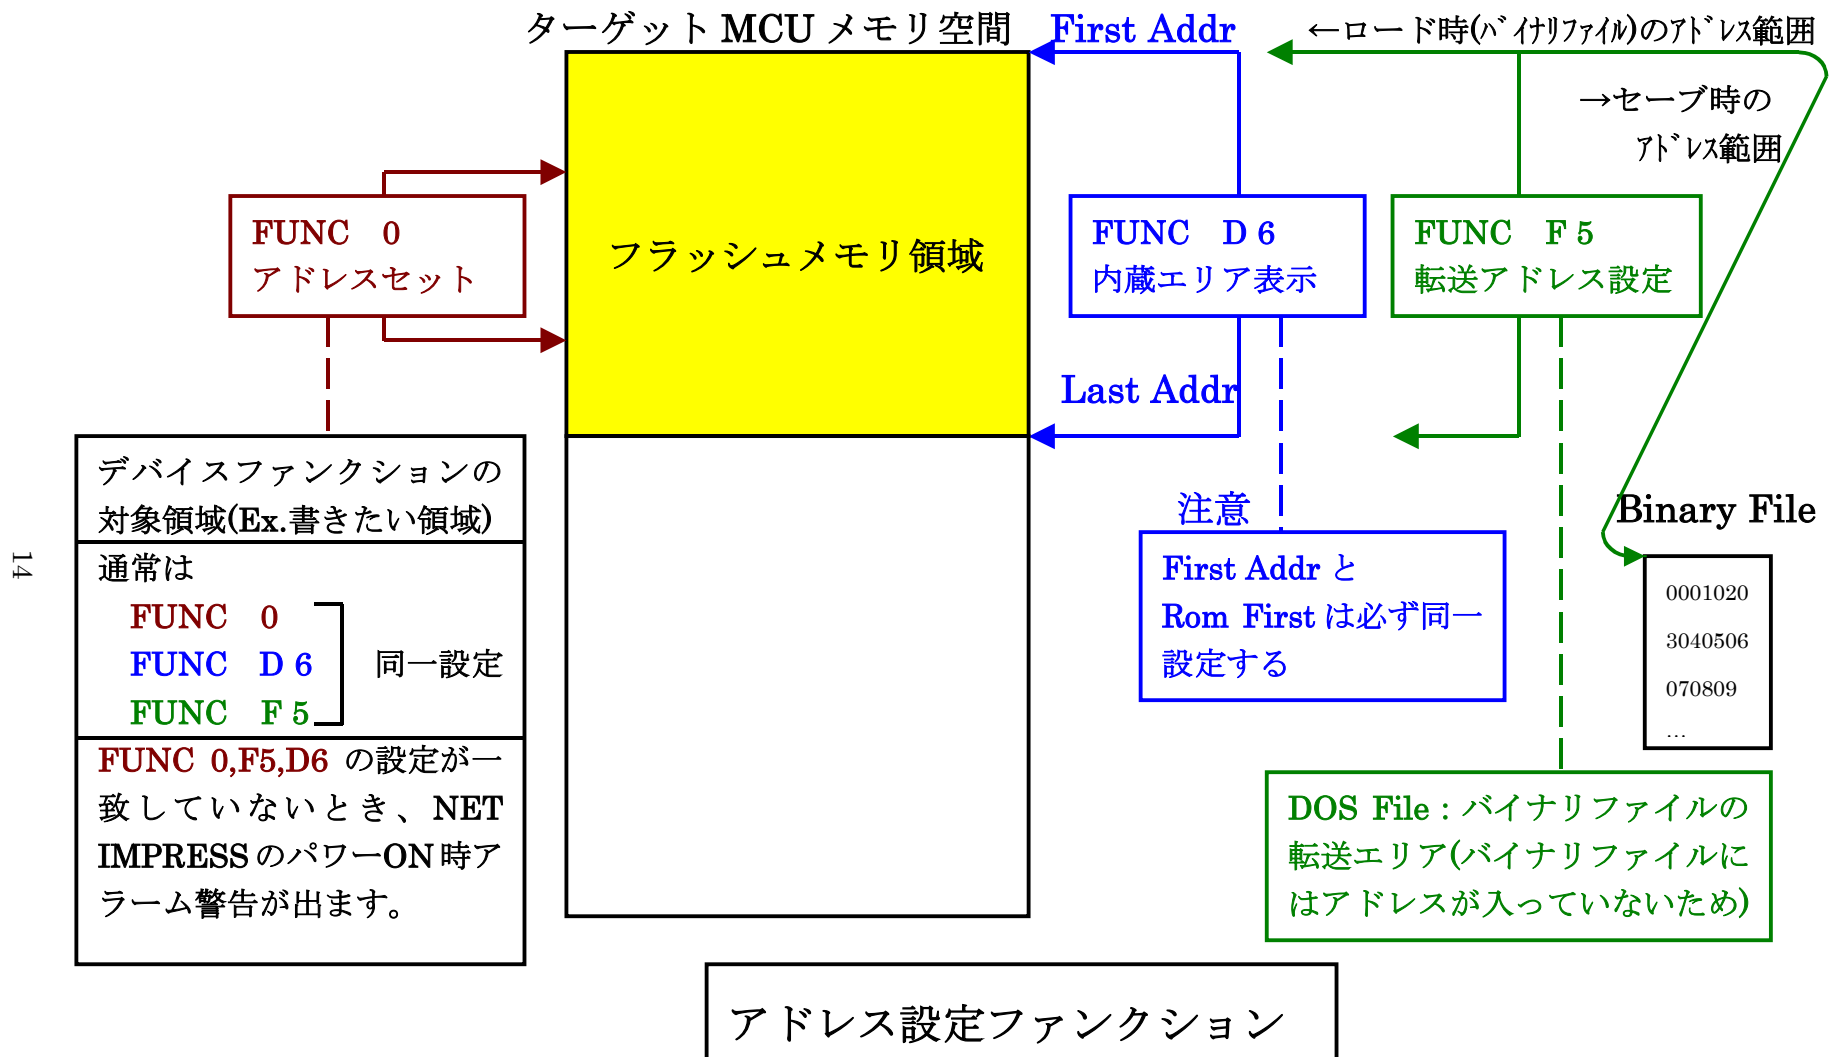 ターゲット MCU メモリ空間
First Addr
←ロード時(ﾊﾞｲﾅﾘﾌｧｲﾙ)のｱﾄﾞﾚｽ範囲
→セーブ時の
ｱﾄﾞﾚｽ範囲
FUNC 0
アドレスセット
フラッシュメモリ領域
FUNC D 6
内蔵エリア表示
FUNC F 5
転送アドレス設定
Last Addr
デバイスファンクションの
対象領域(Ex.書きたい領域)
通常は
FUNC 0
FUNC D 6
同一設定
FUNC F 5
FUNC 0,F5,D6 の設定が一
致していないとき、NET
IMPRESS のパワーON 時ア
ラーム警告が出ます。
注意
First Addr と
Rom First は必ず同一
設定する
Binary File
0001020
3040506
070809
…
DOS File : バイナリファイルの
転送エリア(バイナリファイルに
はアドレスが入っていないため)
アドレス設定ファンクション
14